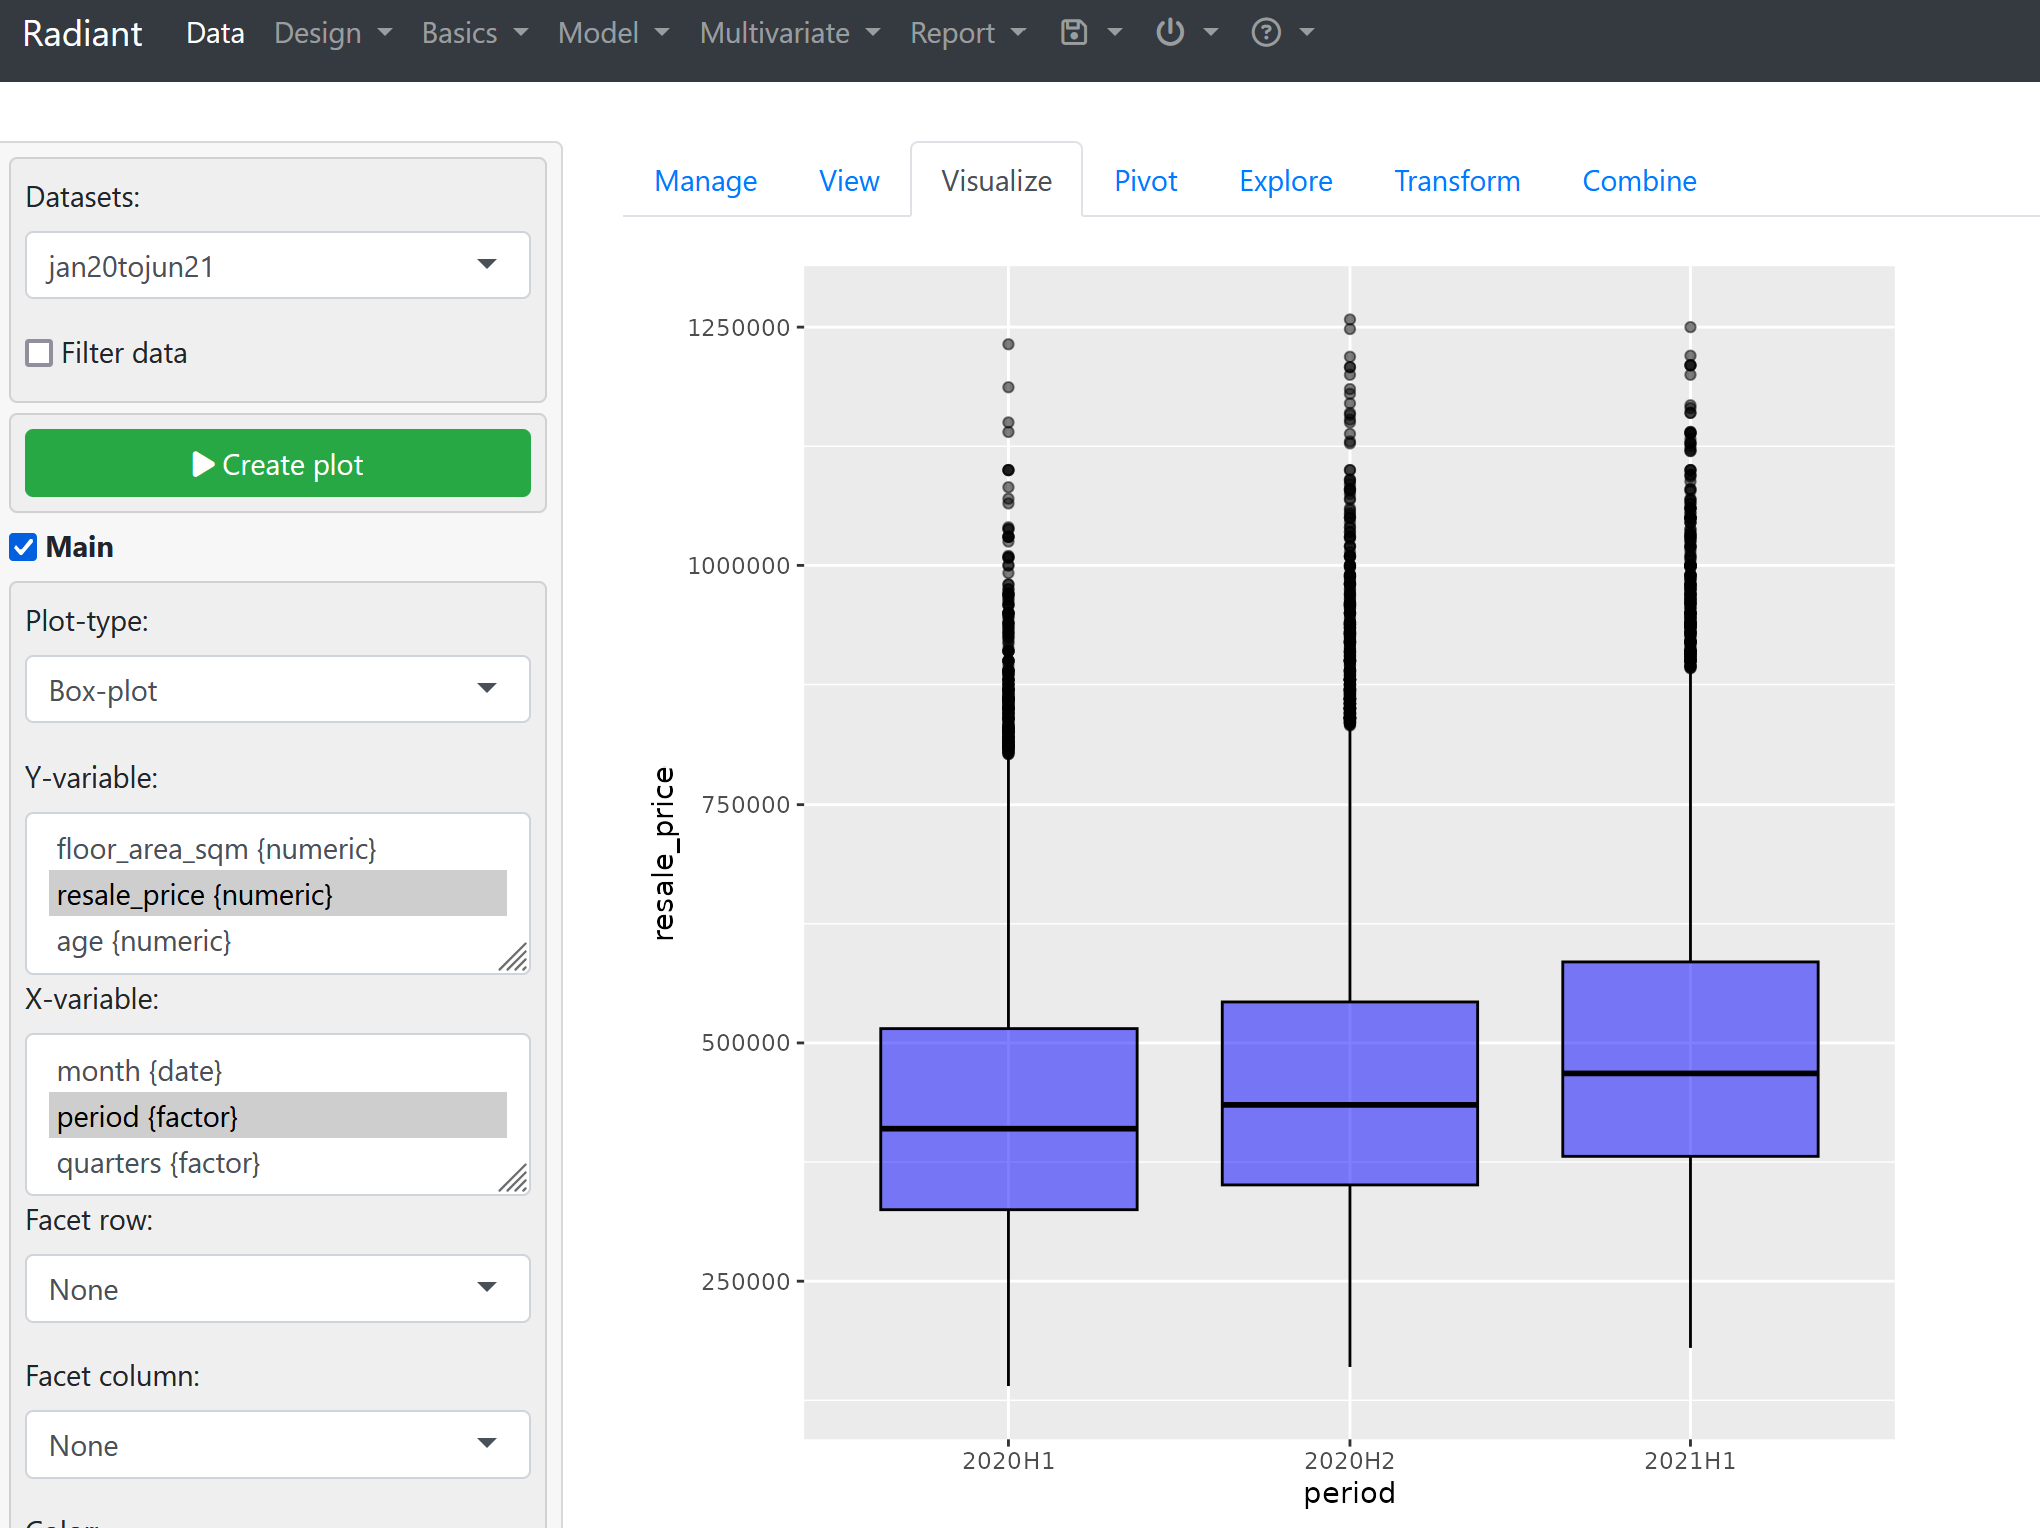 Radiant Data Design Basics Model Multivariate Report
Manage View Visualize Pivot Explore Transform Combine
Datasets:
jan20tojun21
Filter data
Create plot
Main
Plot-type:
Box-plot
Y-variable:
floor_area_sqm {numeric}
resale_price {numeric}
age {numeric}
X-variable:
month {date}
period {factor}
quarters {factor}
Facet row:
None
Facet column:
None
1250000
1000000
750000
500000
250000
resale_price
2020H1 2020H2 2021H1
period